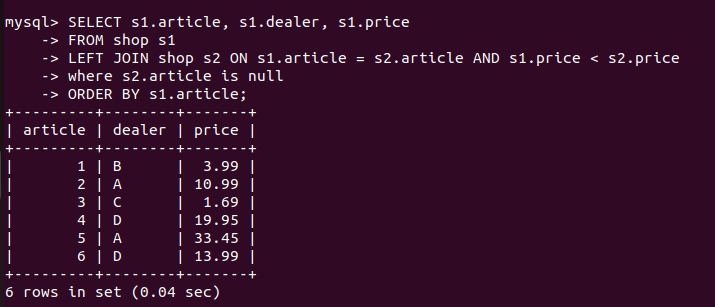 mysql> SELECT s1.article, s1.dealer, s1.price
    -> FROM shop s1
    -> LEFT JOIN shop s2 ON s1.article = s2.article AND s1.price < s2.price
    -> where s2.article is null
    -> ORDER BY s1.article;
+---------+--------+-------+
| article | dealer | price |
+---------+--------+-------+
|       1 | B      |  3.99 |
|       2 | A      | 10.99 |
|       3 | C      |  1.69 |
|       4 | D      | 19.95 |
|       5 | A      | 33.45 |
|       6 | D      | 13.99 |
+---------+--------+-------+
6 rows in set (0.04 sec)